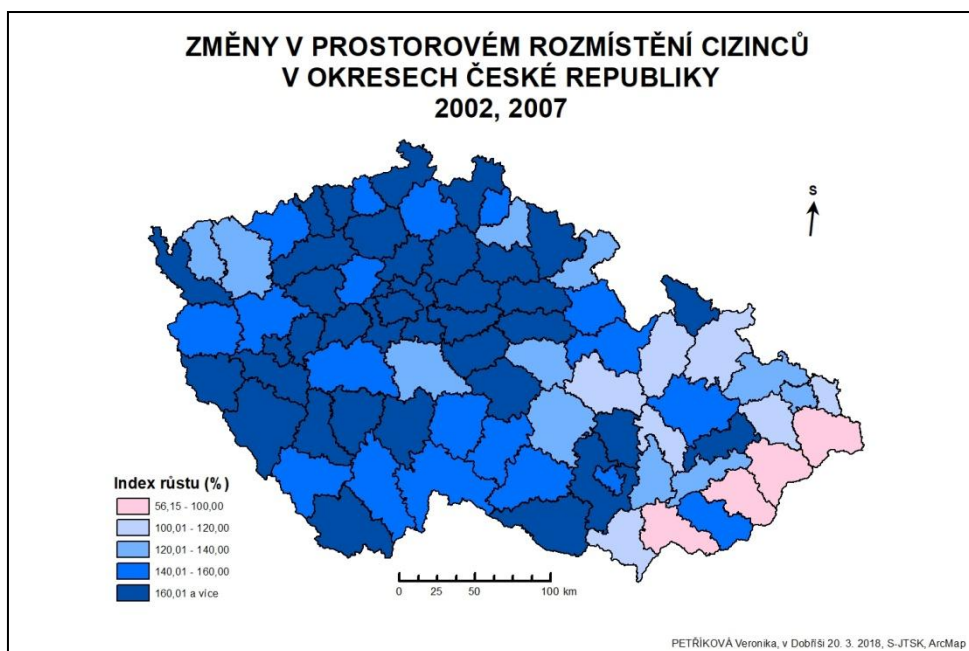 ZMĚNY V PROSTOROVÉM ROZMÍSTĚNÍ CIZINCŮ
V OKRESECH ČESKÉ REPUBLIKY
2002, 2007
S
Index růstu (%)
56,15 - 100,00
100,01 - 120,00
120,01 - 140,00
140,01 - 160,00
160,01 a více
0 25 50 100 km
PETŘÍKOVÁ Veronika, v Dobříši 20. 3. 2018, S-JTSK, ArcMap